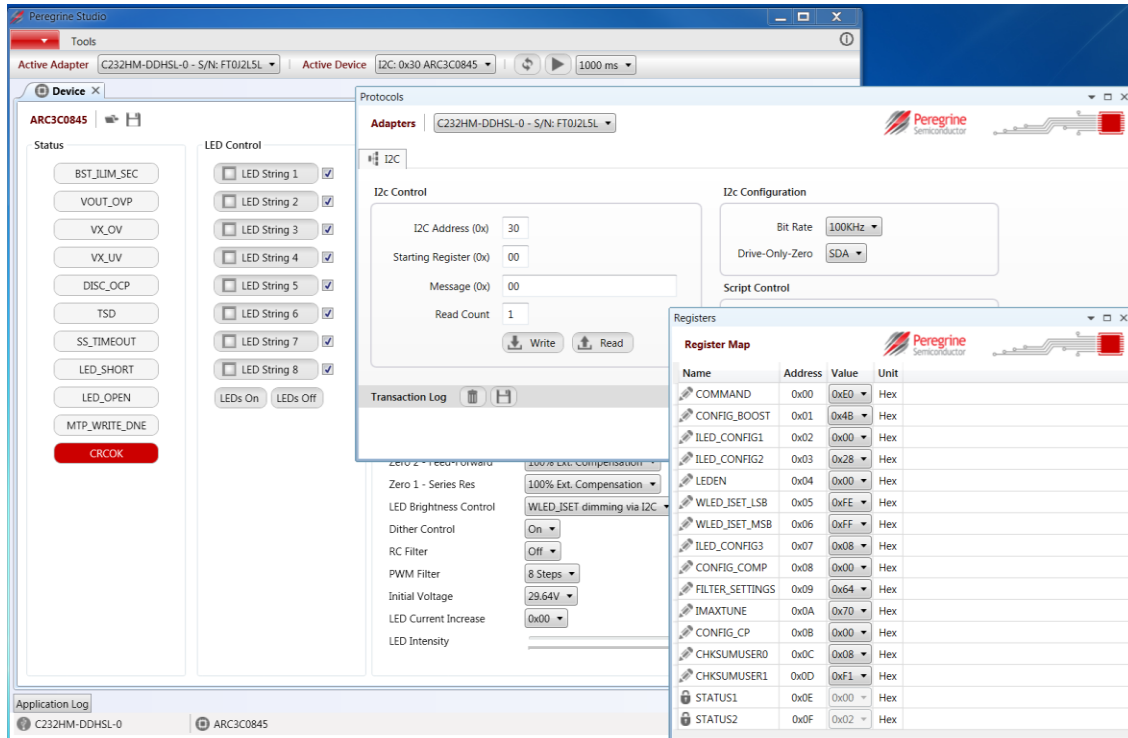 Peregrine Studio
Tools
Active Adapter C232HM-DDHSL-0 - S/N: FT0J2L5L Active Device I2C: 0x30 ARC3C0845 1000 ms
Device
ARC3C0845
Status
BST_ILIM_SEC
VOUT_OVP
VX_OV
VX_UV
DISC_OCP
TSD
SS_TIMEOUT
LED_SHORT
LED_OPEN
MTP_WRITE_DNE
CRCOK
LED Control
LED String 1
LED String 2
LED String 3
LED String 4
LED String 5
LED String 6
LED String 7
LED String 8
LEDs On LEDs Off
Zero 2 - Feed-Forward 100% Ext. Compensation
Zero 1 - Series Res 100% Ext. Compensation
LED Brightness Control WLED_ISET dimming via I2C
Dither Control On
RC Filter Off
PWM Filter 8 Steps
Initial Voltage 29.64V
LED Current Increase 0x00
LED Intensity
Protocols
Adapters C232HM-DDHSL-0 - S/N: FT0J2L5L
Peregrine
Semiconductor
I2C
I2c Control
I2C Address (0x) 30
Starting Register (0x) 00
Message (0x) 00
Read Count 1
Write Read
I2c Configuration
Bit Rate 100KHz
Drive-Only-Zero SDA
Script Control
Transaction Log
Registers
Register Map
Peregrine
Semiconductor
Name Address Value Unit
COMMAND 0x00 0xE0 Hex
CONFIG_BOOST 0x01 0x4B Hex
ILED_CONFIG1 0x02 0x00 Hex
ILED_CONFIG2 0x03 0x28 Hex
LEDEN 0x04 0x00 Hex
WLED_ISET_LSB 0x05 0xFE Hex
WLED_ISET_MSB 0x06 0xFF Hex
ILED_CONFIG3 0x07 0x08 Hex
CONFIG_COMP 0x08 0x00 Hex
FILTER_SETTINGS 0x09 0x64 Hex
IMAXTUNE 0x0A 0x70 Hex
CONFIG_CP 0x0B 0x00 Hex
CHKSUMUSER0 0x0C 0x08 Hex
CHKSUMUSER1 0x0D 0xF1 Hex
STATUS1 0x0E 0x00 Hex
STATUS2 0x0F 0x02 Hex
Application Log
C232HM-DDHSL-0 ARC3C0845